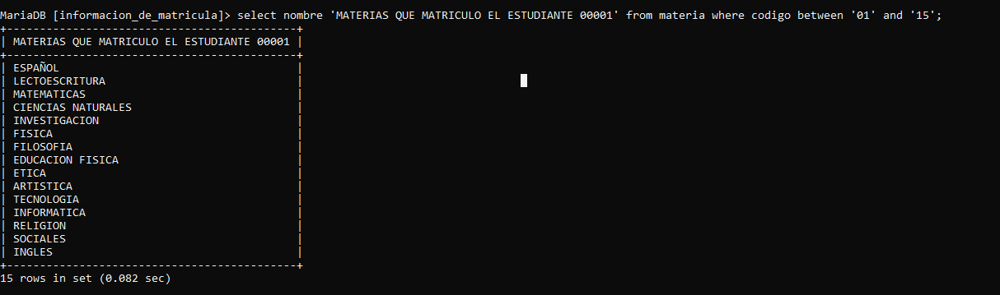 MariaDB [informacion_de_matricula]> select nombre 'MATERIAS QUE MATRICULO EL ESTUDIANTE 00001' from materia where codigo between '01' and '15';
+--------------------------------------------+
| MATERIAS QUE MATRICULO EL ESTUDIANTE 00001 |
+--------------------------------------------+
| ESPAÑOL                                    |
| LECTOESCRITURA                             |
| MATEMATICAS                                |
| CIENCIAS NATURALES                         |
| INVESTIGACION                              |
| FISICA                                     |
| FILOSOFIA                                  |
| EDUCACION FISICA                           |
| ETICA                                      |
| ARTISTICA                                  |
| TECNOLOGIA                                 |
| INFORMATICA                                |
| RELIGION                                   |
| SOCIALES                                   |
| INGLES                                     |
+--------------------------------------------+
15 rows in set (0.082 sec)